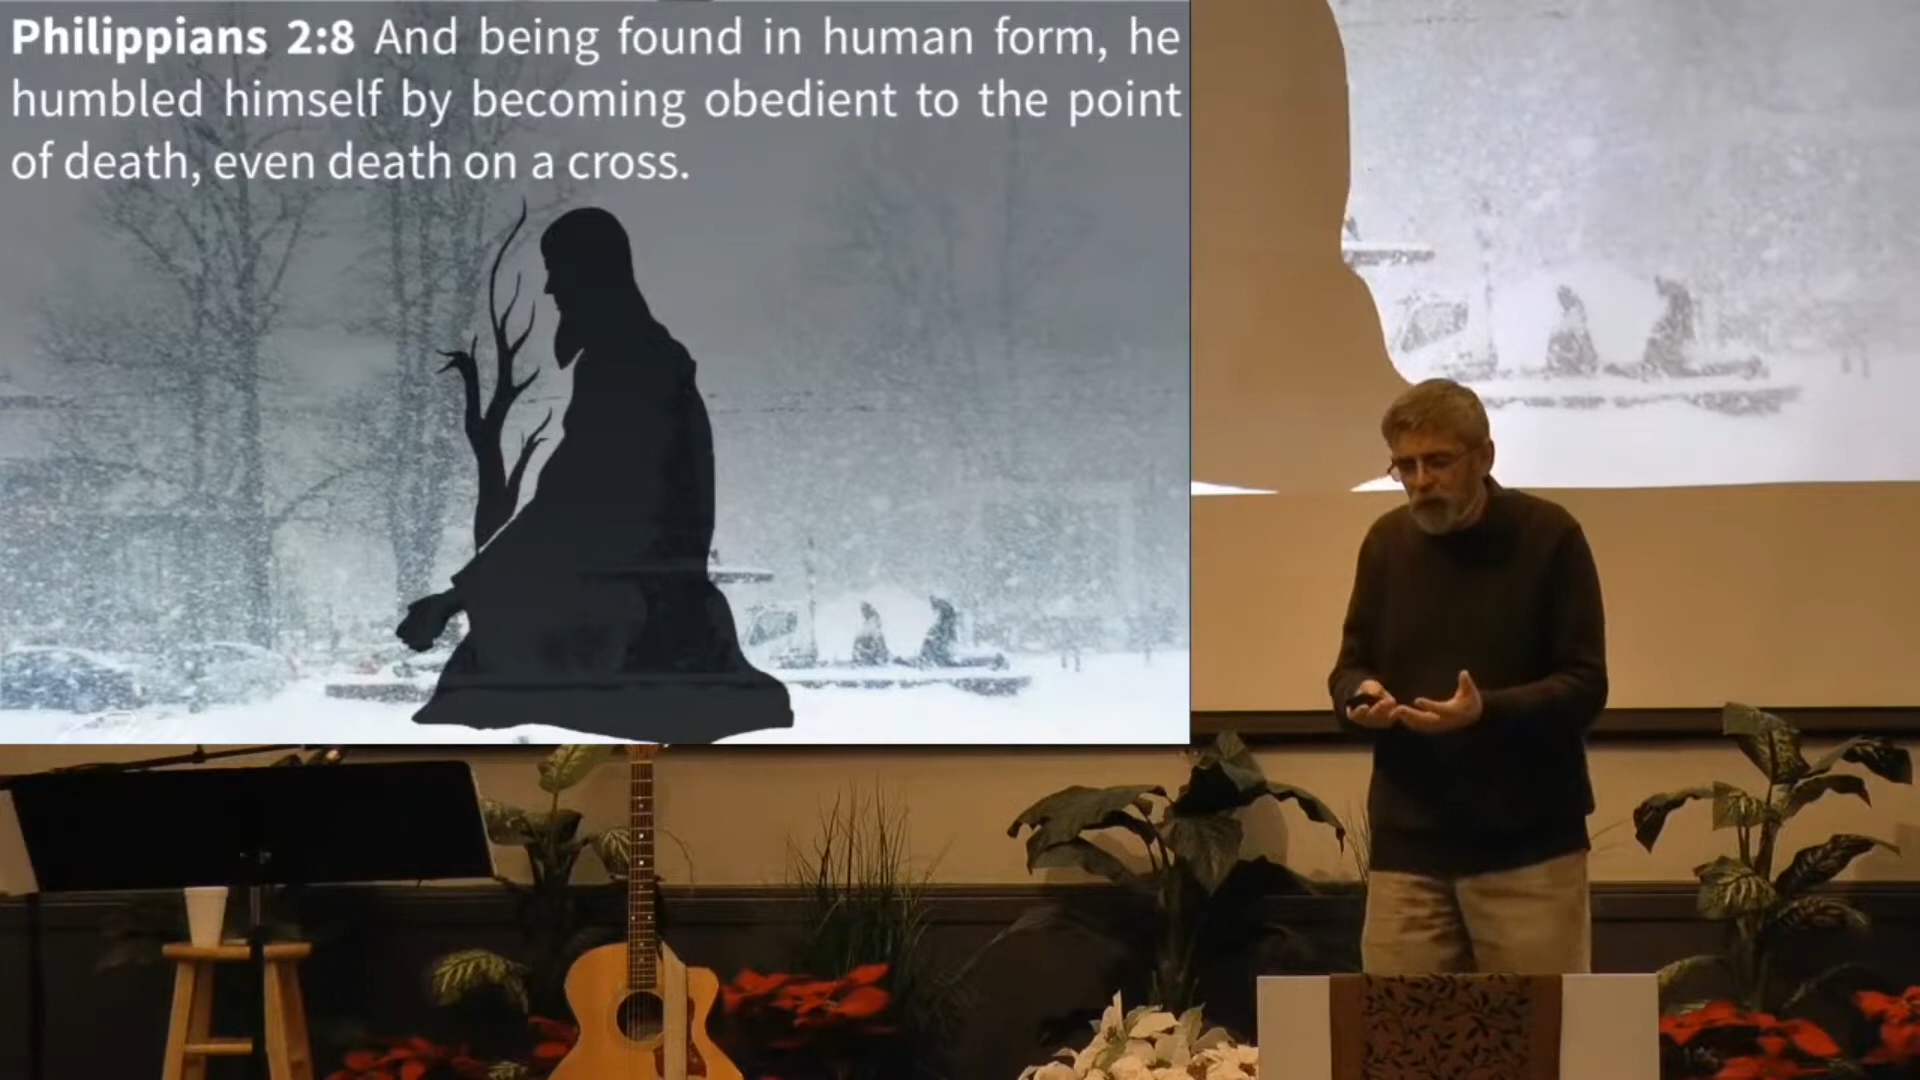 Philippians 2:8 And being found in human form, he
humbled himself by becoming obedient to the point
of death, even death on a cross.